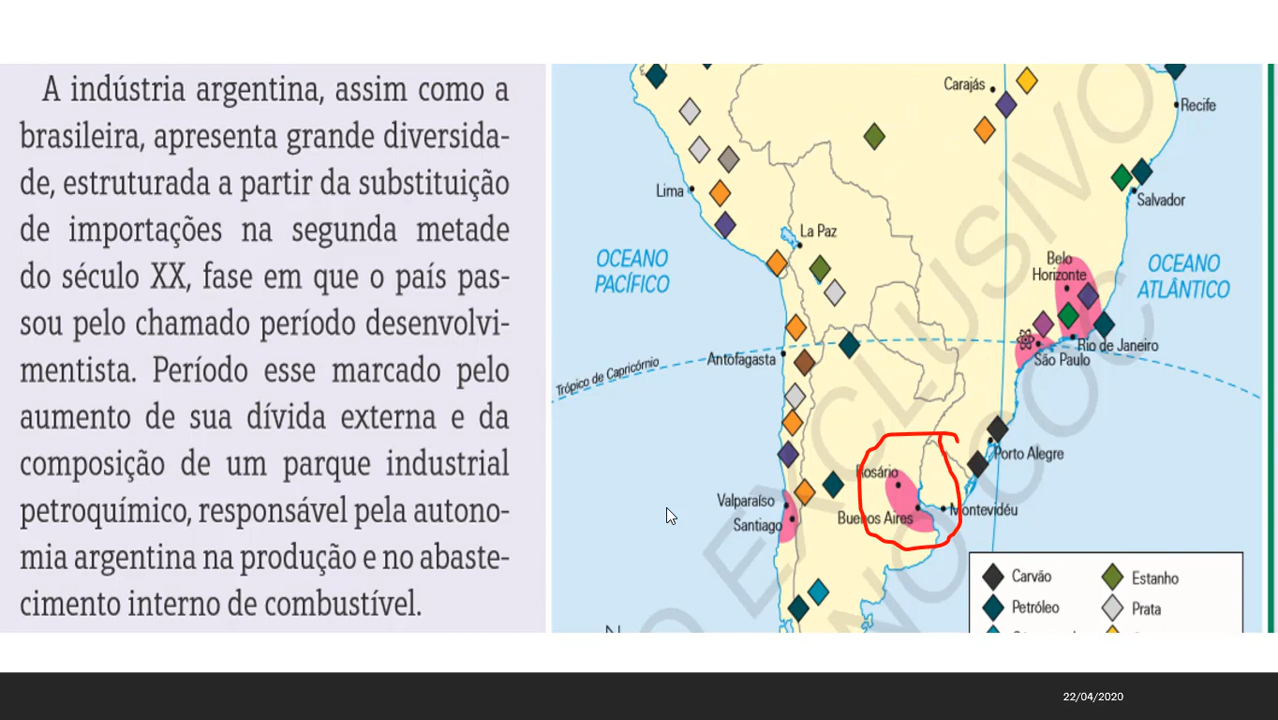 A indústria argentina, assim como a
brasileira, apresenta grande diversida-
de, estruturada a partir da substituição
de importações na segunda metade
do século XX, fase em que o país pas-
sou pelo chamado período desenvolvi-
mentista. Período esse marcado pelo
aumento de sua dívida externa e da
composição de um parque industrial
petroquímico, responsável pela autono-
mia argentina na produção e no abaste-
cimento interno de combustível.
Carajás
Recife
Lima
Salvador
La Paz
OCEANO
PACÍFICO
Belo
Horizonte
OCEANO
ATLÂNTICO
Rio de Janeiro
São Paulo
Antofagasta
Trópico de Capricórnio
Porto Alegre
Rosário
Valparaíso
Santiago
Buenos Aires
Montevidéu
Carvão
Estanho
Petróleo
Prata
EXCLUSIVO
22/04/2020